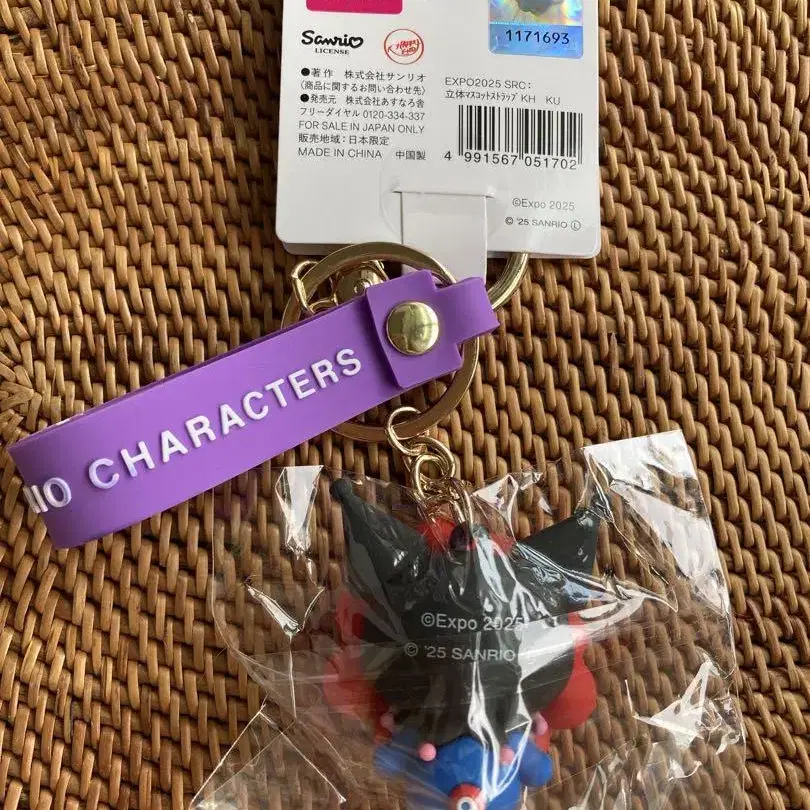 Sanrio
LICENSE
1171693
●著作 株式会社サンリオ
(商品に関するお問い合わせ先)
●発売元 株式会社あすなろ舎
フリーダイヤル 0120-334-337
FOR SALE IN JAPAN ONLY
販売地域:日本限定
MADE IN CHINA 中国製
EXPO2025 SRC:
立体マスコットストラップ KH KU
4 991567 051702
©Expo 2025
© '25 SANRIO Ⓛ
CHARACTERS
©Expo 2025
© '25 SANRIO